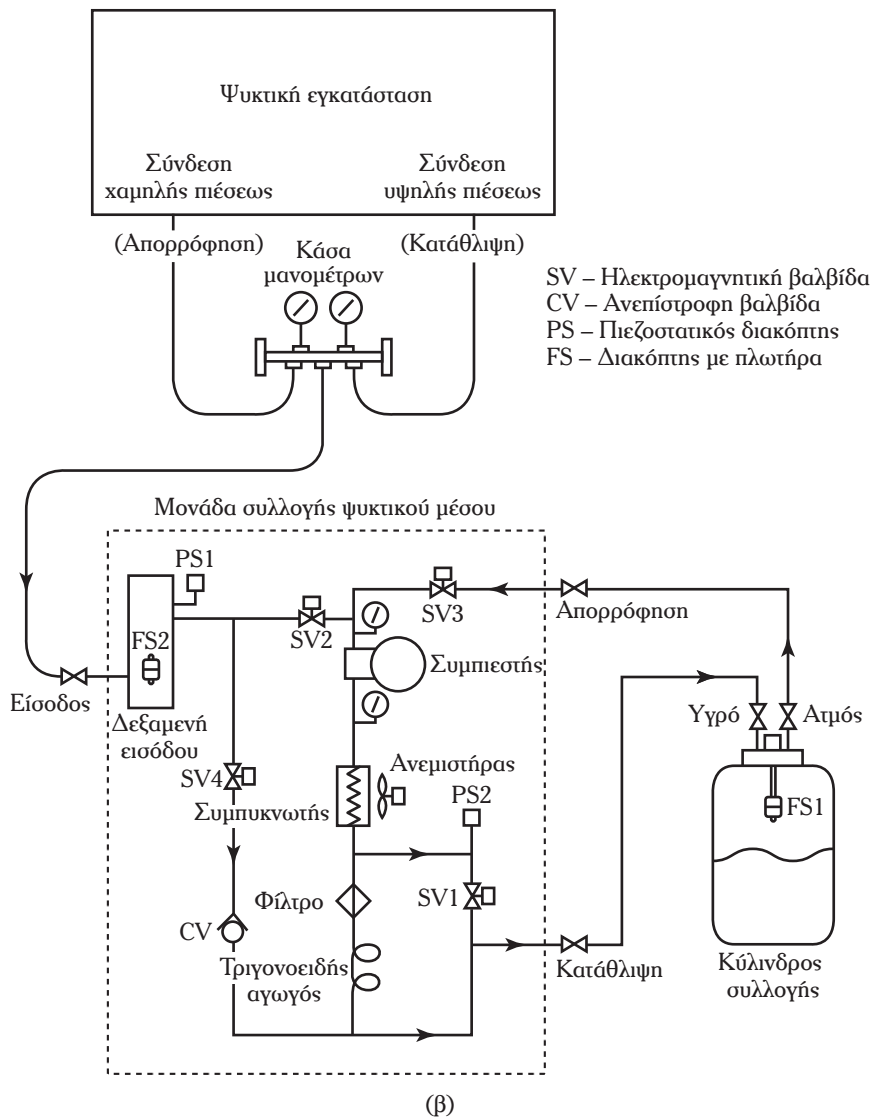 Ψυκτική εγκατάσταση
Σύνδεση
χαμηλής πιέσεως
Σύνδεση
υψηλής πιέσεως
(Απορρόφηση)
(Κατάθλιψη)
Κάσα
μανομέτρων
SV – Ηλεκτρομαγνητική βαλβίδα
CV – Ανεπίστροφη βαλβίδα
PS – Πιεζοστατικός διακόπτης
FS – Διακόπτης με πλωτήρα
Μονάδα συλλογής ψυκτικού μέσου
PS1
FS2
SV2
SV3
Απορρόφηση
Συμπιεστής
Είσοδος
Δεξαμενή
εισόδου
Υγρό
Ατμός
SV4
Ανεμιστήρας
PS2
Συμπυκνωτής
FS1
Φίλτρο
SV1
CV
Τριγονοειδής
αγωγός
Κατάθλιψη
Κύλινδρος
συλλογής
(β)